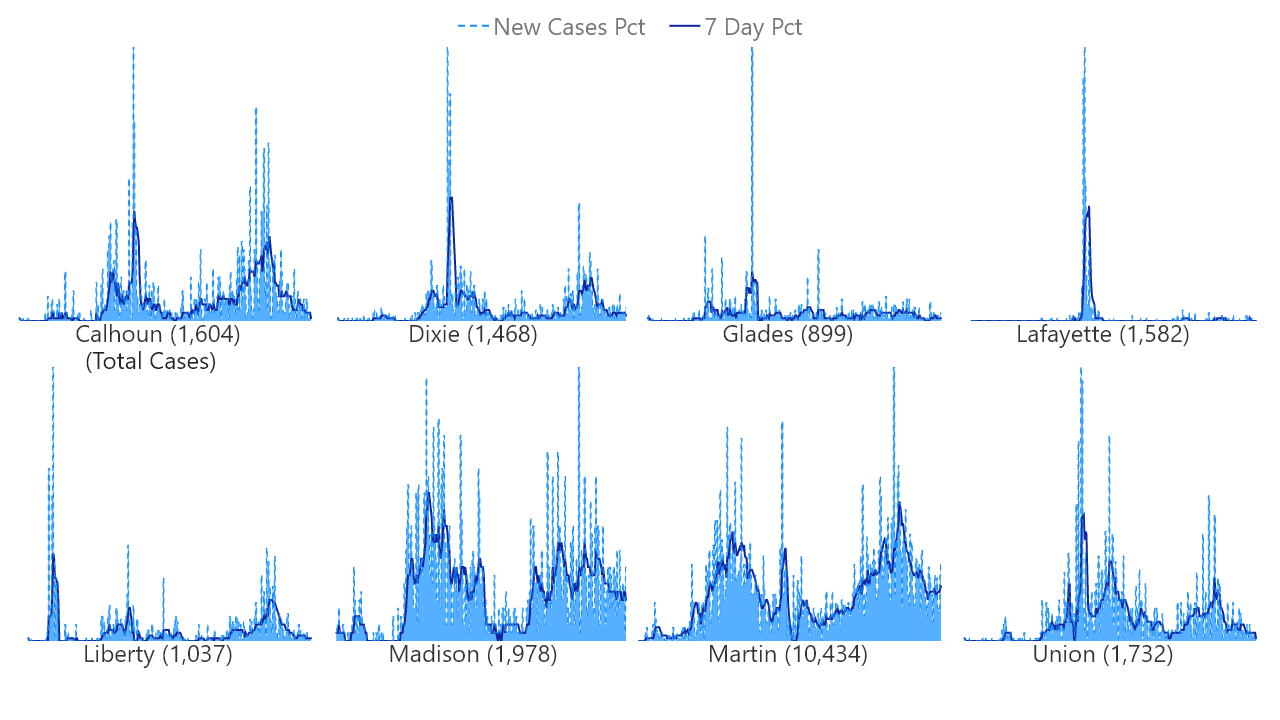 New Cases Pct 7 Day Pct
Calhoun (1,604) Dixie (1,468) Glades (899) Lafayette (1,582)
(Total Cases)
Liberty (1,037) Madison (1,978) Martin (10,434) Union (1,732)